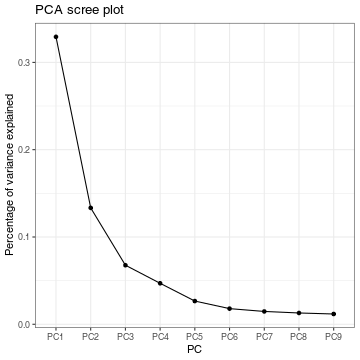 PCA scree plot
Percentage of variance explained
0.3
0.2
0.1
0.0
PC1 PC2 PC3 PC4 PC5 PC6 PC7 PC8 PC9
PC